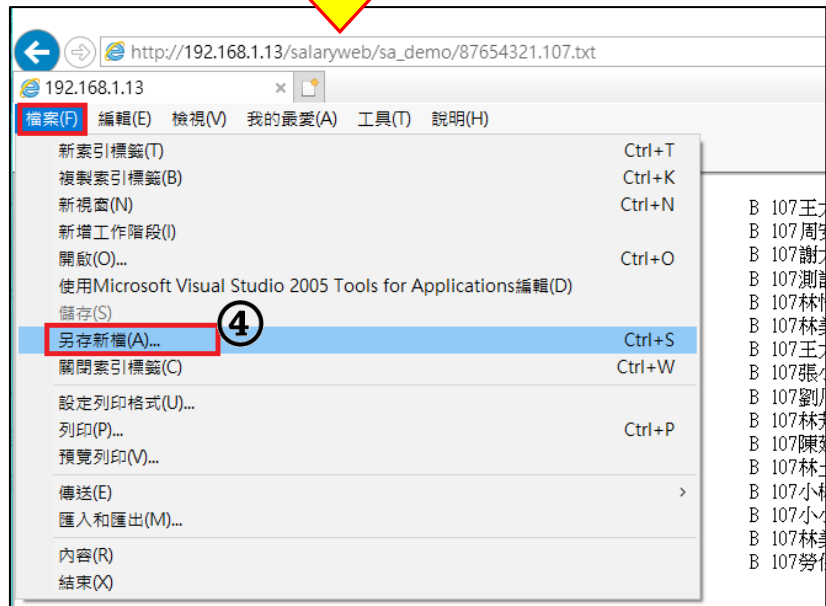 http://192.168.1.13/salaryweb/sa_demo/87654321.107.txt
192.168.1.13 ×
檔案(F) 編輯(E) 檢視(V) 我的最愛(A) 工具(T) 說明(H)
新索引標籤(T) Ctrl+T
複製索引標籤(B) Ctrl+K
新視窗(N) Ctrl+N
新增工作階段(I)
開啟(O)... Ctrl+O
使用Microsoft Visual Studio 2005 Tools for Applications編輯(D)
儲存(S)
另存新檔(A)... Ctrl+S
④
關閉索引標籤(C) Ctrl+W
設定列印格式(U)...
列印(P)... Ctrl+P
預覽列印(V)...
傳送(E) >
匯入和匯出(M)...
內容(R)
結束(X)
B 107王
B 107周
B 107謝
B 107測
B 107林
B 107林
B 107王
B 107張
B 107劉
B 107林
B 107陳
B 107林
B 107小
B 107小
B 107林
B 107勞